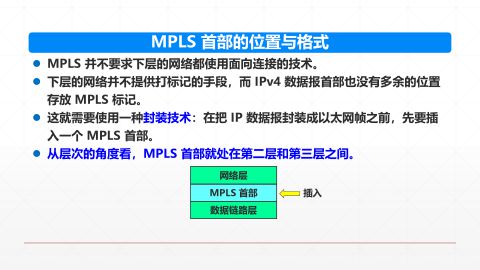 MPLS 首部的位置与格式
MPLS 并不要求下层的网络都使用面向连接的技术。
下层的网络并不提供打标记的手段，而 IPv4 数据报首部也没有多余的位置
存放 MPLS 标记。
这就需要使用一种封装技术：在把 IP 数据报封装成以太网帧之前，先要插
入一个 MPLS 首部。
从层次的角度看，MPLS 首部就处在第二层和第三层之间。
网络层
MPLS 首部 插入
数据链路层